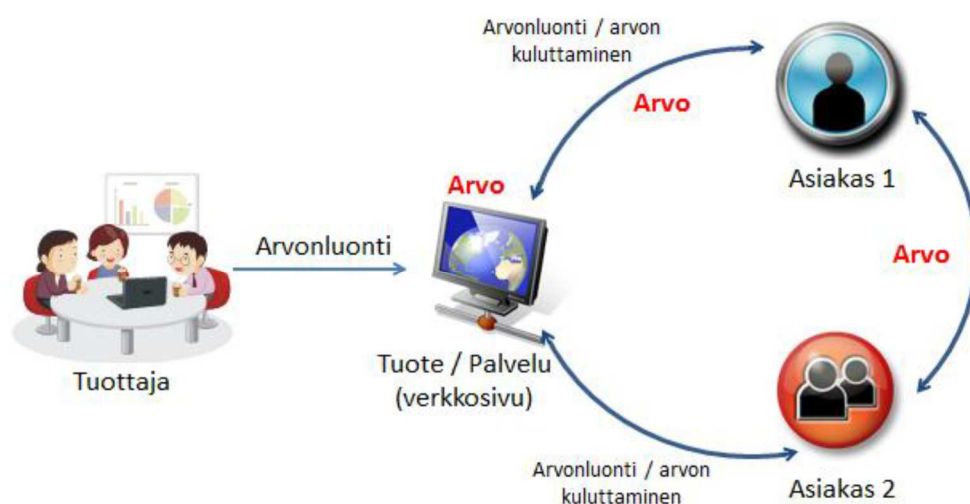 Arvonluonti / arvon
kuluttaminen
Arvo
Asiakas 1
Arvo
Arvonluonti
Arvo
Tuottaja
Tuote / Palvelu
(verkkosivu)
Arvonluonti / arvon
kuluttaminen
Asiakas 2